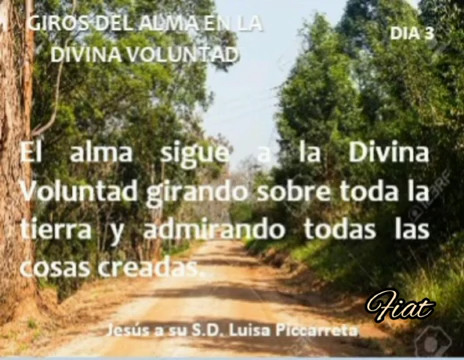 GIROS DEL ALMA EN LA
DIVINA VOLUNTAD
DIA 3
El alma sigue a la Divina
Voluntad girando sobre toda la
tierra y admirando todas las
cosas creadas.
Fiat
Jesús a su S.D. Luisa Piccarreta